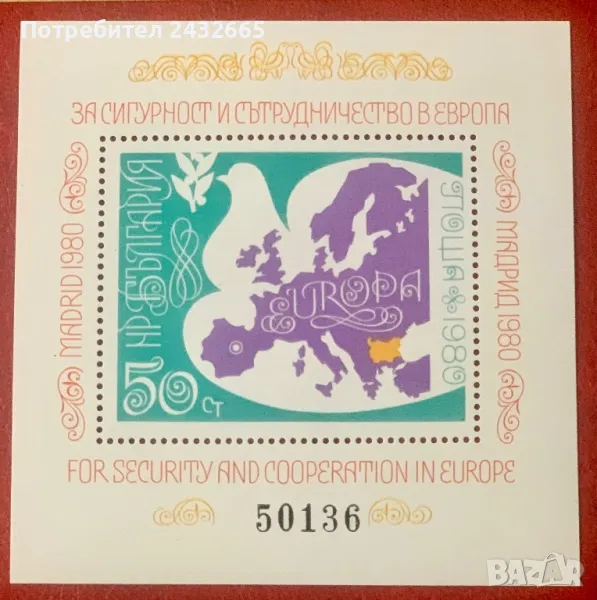 Потребител 2432665
ЗА СИГУРНОСТ И СЪТРУДНИЧЕСТВО В ЕВРОПА
MADRID 1980
НР БЪЛГАРИЯ
50 СТ
EUROPA
ПОЩА 1980
МАДРИД 1980
FOR SECURITY AND COOPERATION IN EUROPE
50136
BAZAR